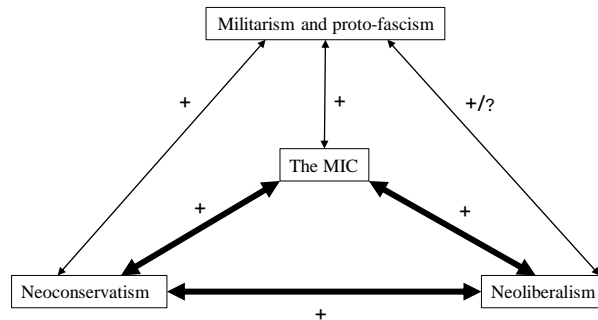 Militarism and proto-fascism
+
+
+/?
The MIC
+
+
Neoconservatism
Neoliberalism
+